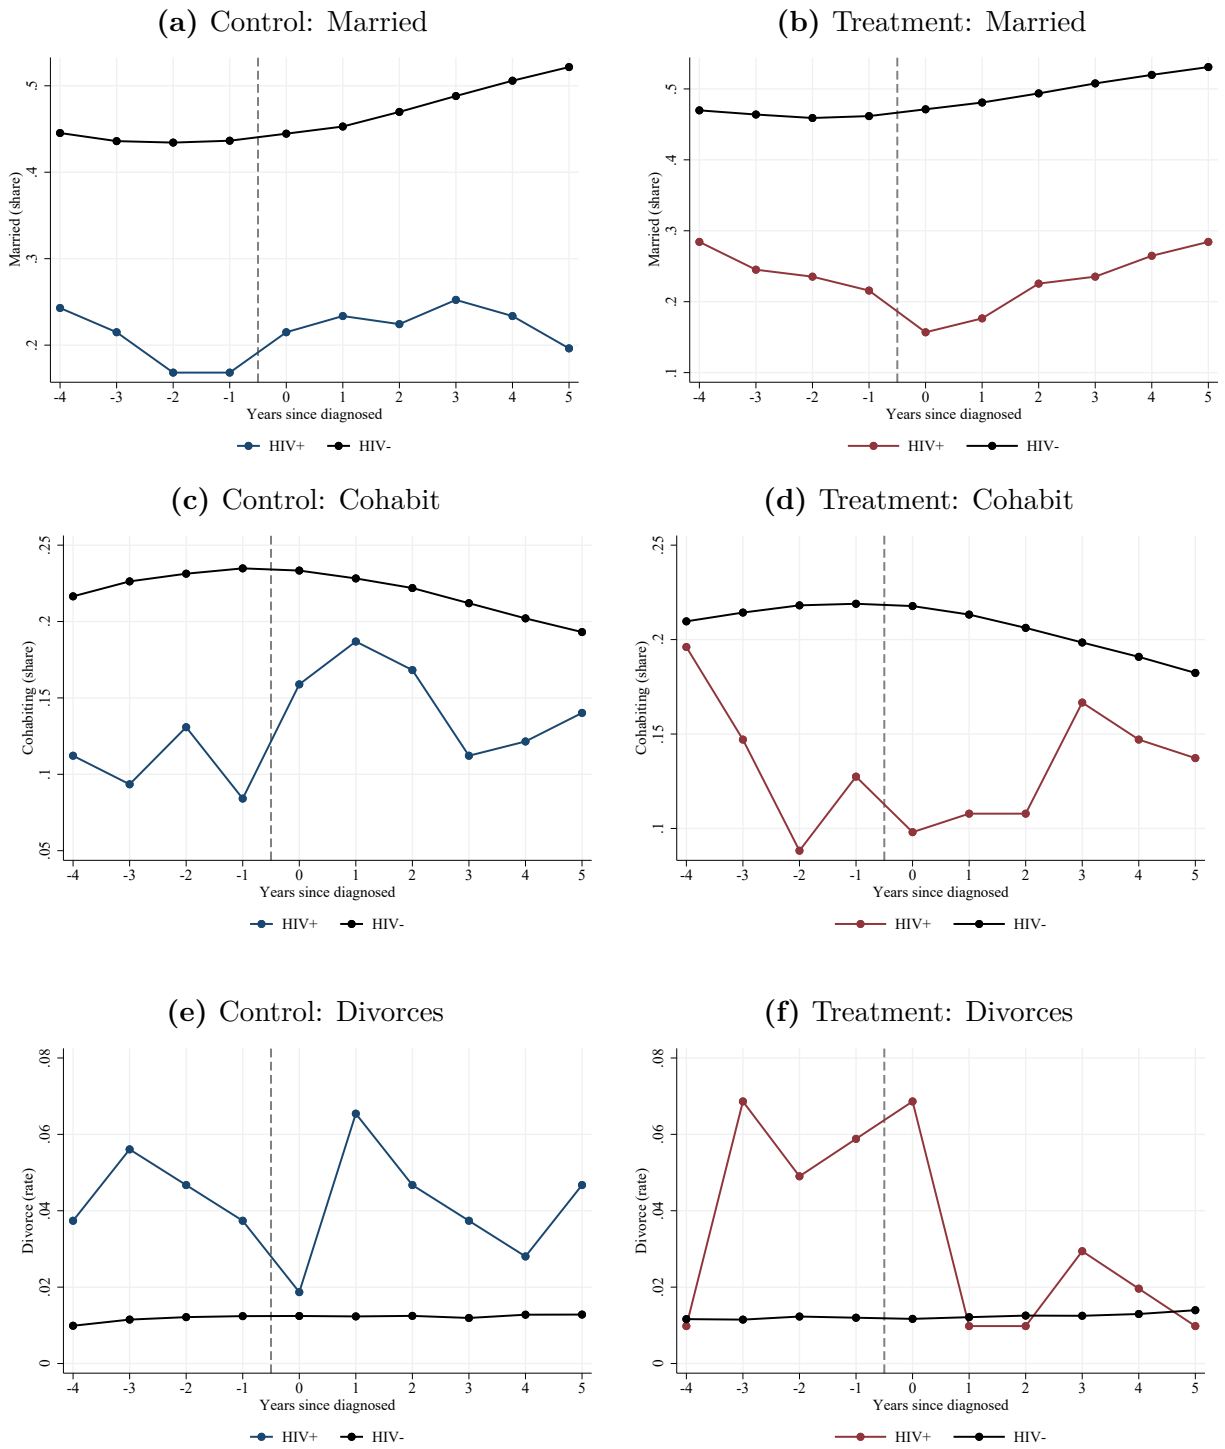 (a) Control: Married
.5
.4
.3
.2
Married (share)
-4 -3 -2 -1 0 1 2 3 4 5
Years since diagnosed
HIV+ HIV-
(b) Treatment: Married
.5
.4
.3
.2
.1
Married (share)
-4 -3 -2 -1 0 1 2 3 4 5
Years since diagnosed
HIV+ HIV-
(c) Control: Cohabit
.25
.2
.15
.1
.05
Cohabiting (share)
-4 -3 -2 -1 0 1 2 3 4 5
Years since diagnosed
HIV+ HIV-
(d) Treatment: Cohabit
.25
.2
.15
.1
Cohabiting (share)
-4 -3 -2 -1 0 1 2 3 4 5
Years since diagnosed
HIV+ HIV-
(e) Control: Divorces
.08
.06
.04
.02
0
Divorce (rate)
-4 -3 -2 -1 0 1 2 3 4 5
Years since diagnosed
HIV+ HIV-
(f) Treatment: Divorces
.08
.06
.04
.02
0
Divorce (rate)
-4 -3 -2 -1 0 1 2 3 4 5
Years since diagnosed
HIV+ HIV-